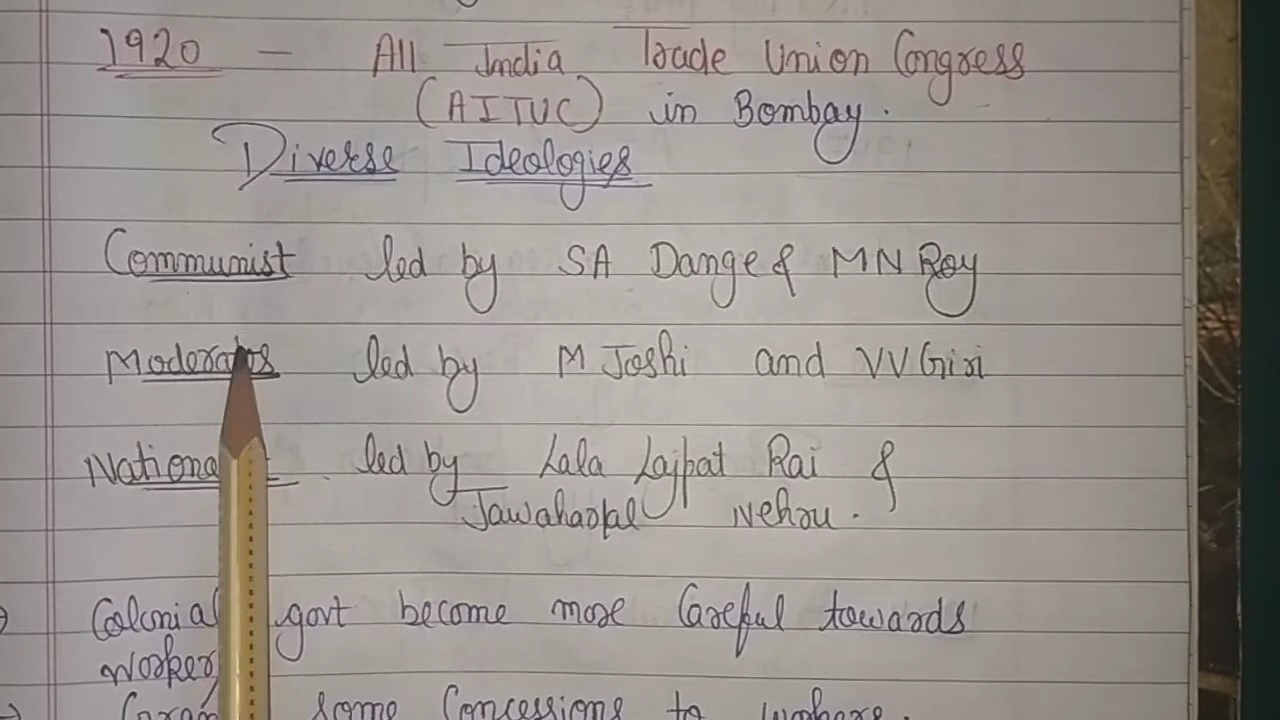 1920 - All India Trade Union Congress
(AITUC) in Bombay.
Diverse Ideologies
Communist led by SA Dange & MN Roy
Moderates led by M Joshi and VV Giri
led by Lala Lajpat Rai &
Jawaharlal Nehru.
Colonial govt become more Careful towards
some Concessions to workers.